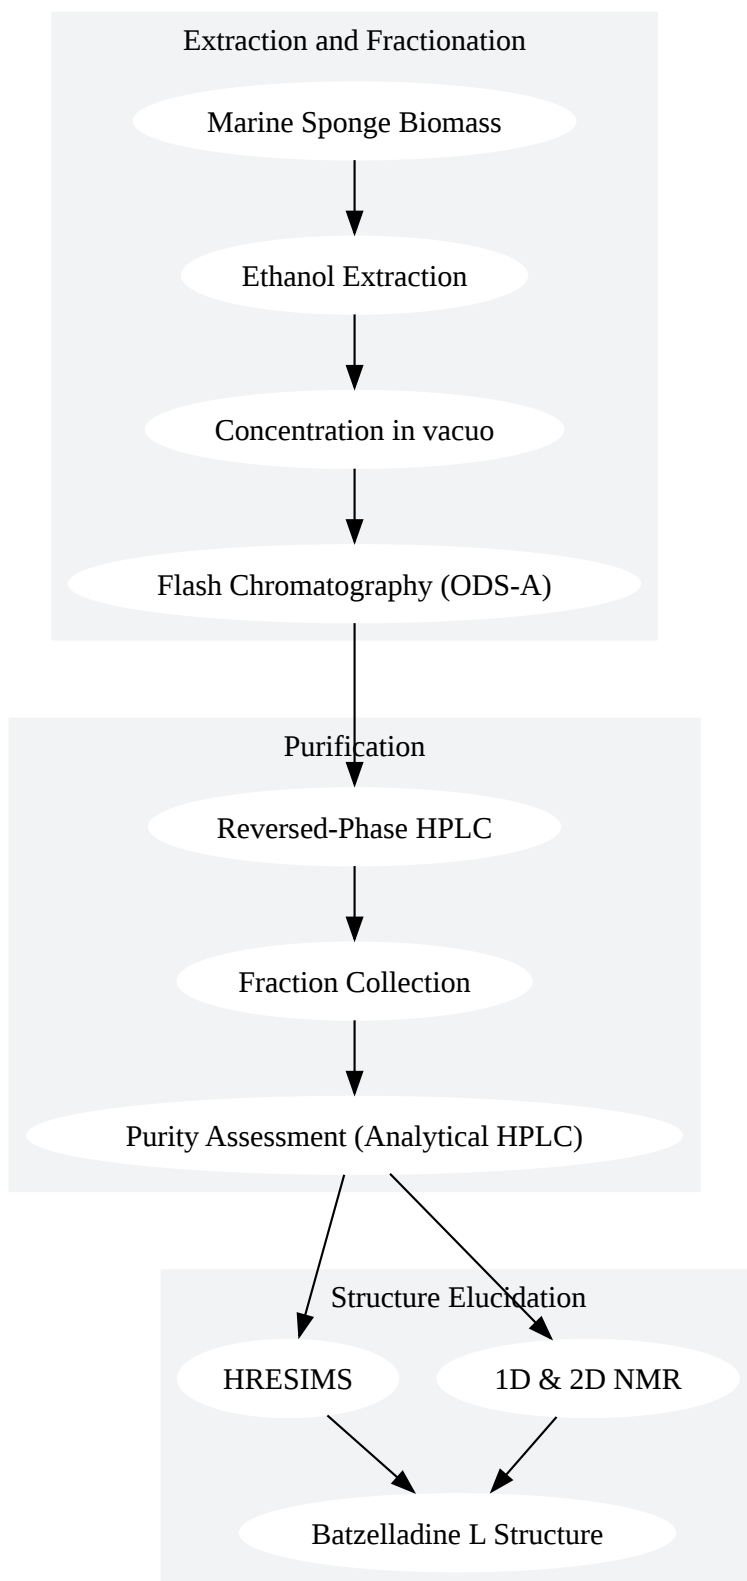 Extraction and Fractionation
Marine Sponge Biomass
Ethanol Extraction
Concentration in vacuo
Flash Chromatography (ODS-A)
Purification
Reversed-Phase HPLC
Fraction Collection
Purity Assessment (Analytical HPLC)
Structure Elucidation
HRESIMS
1D & 2D NMR
Batzelladine L Structure